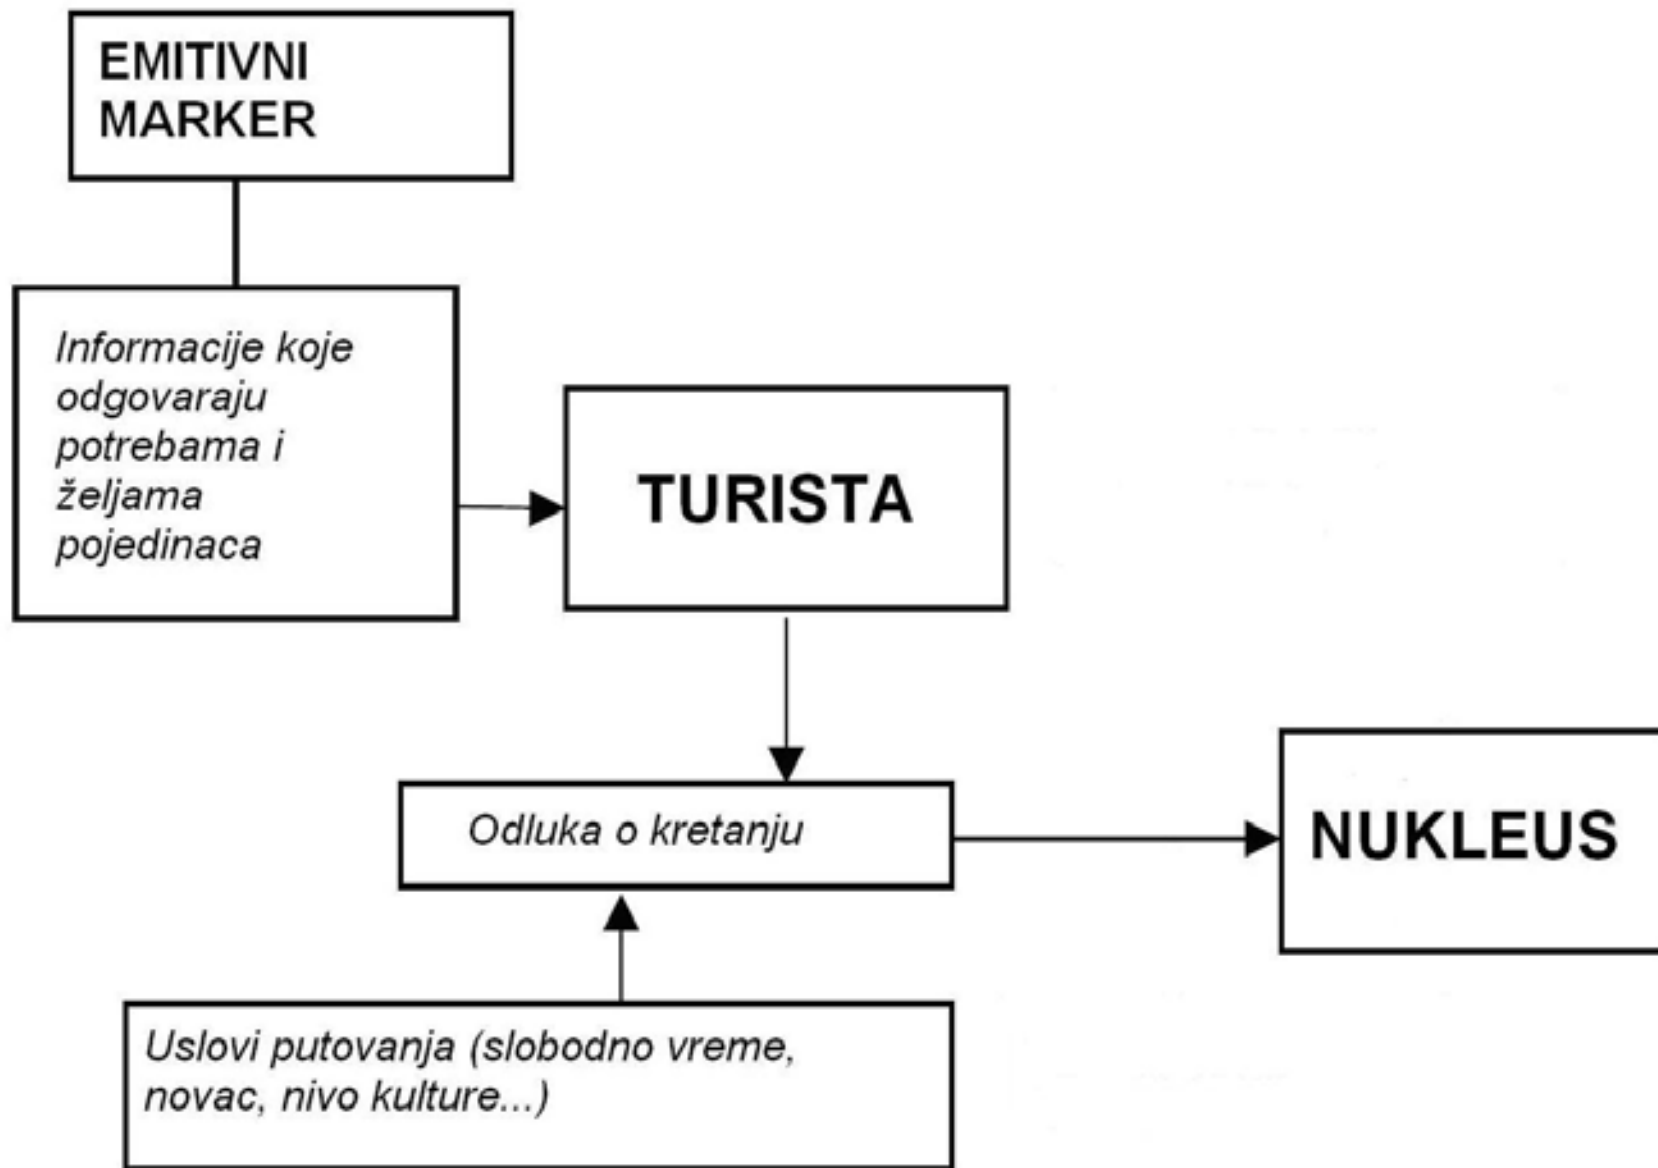 EMITIVNI
MARKER
Informacije koje
odgovaraju
potrebama i
željama
pojedinaca
TURISTA
Odluka o kretanju
NUKLEUS
Uslovi putovanja (slobodno vreme,
novac, nivo kulture...)